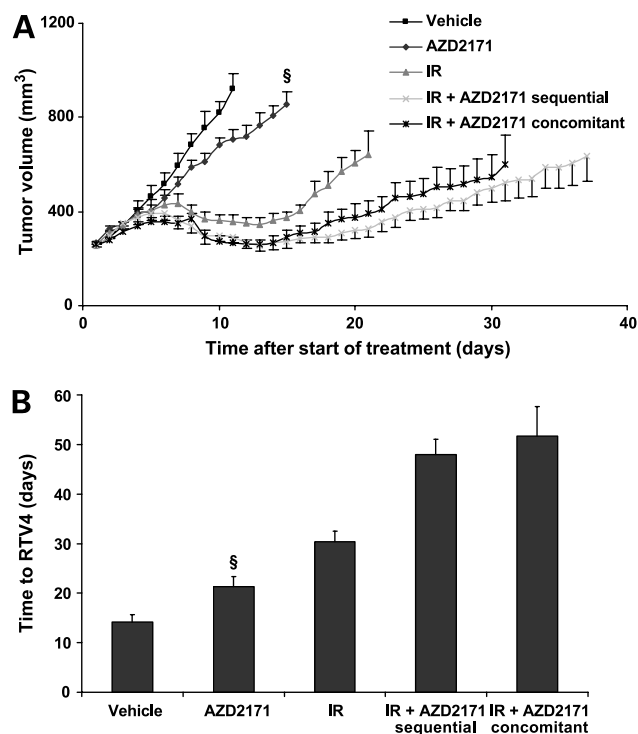 A
1200
800
400
0
Tumor volume (mm³)
Vehicle
AZD2171
IR
IR + AZD2171 sequential
IR + AZD2171 concomitant
§
0
10
20
30
40
Time after start of treatment (days)
B
60
50
40
30
20
10
0
Time to RTV4 (days)
§
Vehicle
AZD2171
IR
IR + AZD2171
sequential
IR + AZD2171
concomitant